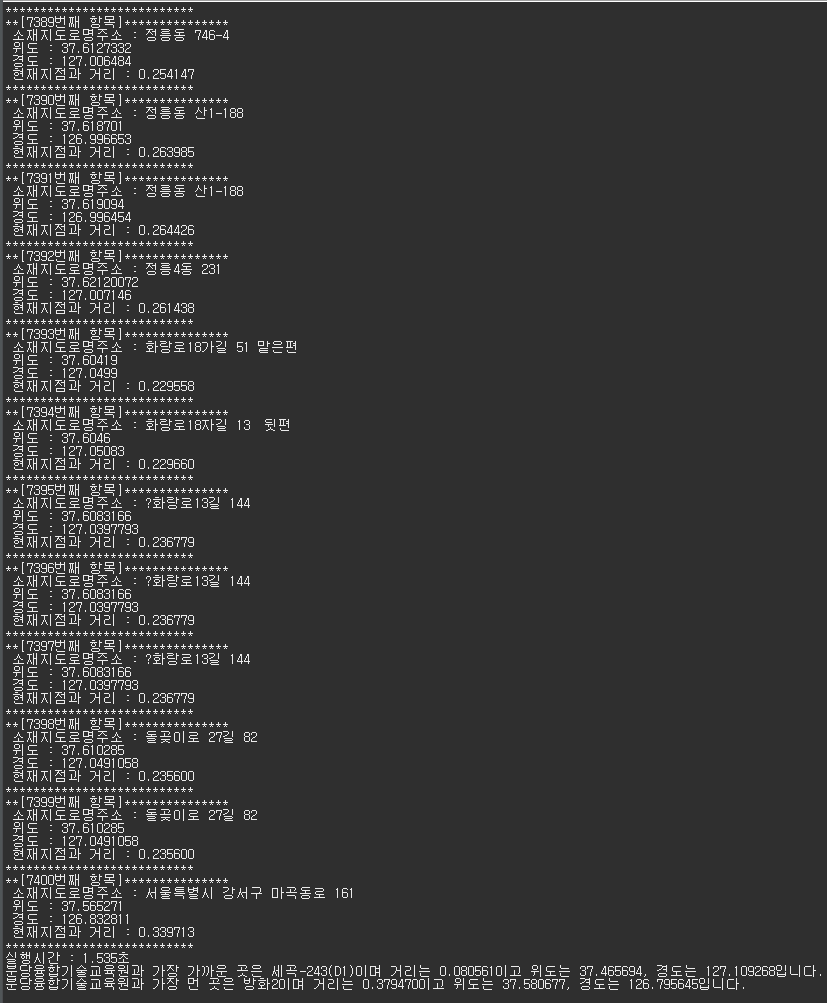 ***************************
**[7389번째 항목]***************
소재지도로명주소 : 정릉동 746-4
위도 : 37.6127332
경도 : 127.006484
현재지점과 거리 : 0.254147
***************************
**[7390번째 항목]***************
소재지도로명주소 : 정릉동 산1-188
위도 : 37.618701
경도 : 126.996653
현재지점과 거리 : 0.263985
***************************
**[7391번째 항목]***************
소재지도로명주소 : 정릉동 산1-188
위도 : 37.619094
경도 : 126.996454
현재지점과 거리 : 0.264426
***************************
**[7392번째 항목]***************
소재지도로명주소 : 정릉4동 231
위도 : 37.62120072
경도 : 127.007146
현재지점과 거리 : 0.261438
***************************
**[7393번째 항목]***************
소재지도로명주소 : 화랑로18가길 51 맡은편
위도 : 37.60419
경도 : 127.0499
현재지점과 거리 : 0.229558
***************************
**[7394번째 항목]***************
소재지도로명주소 : 화랑로18자길 13  뒷편
위도 : 37.6046
경도 : 127.05083
현재지점과 거리 : 0.229660
***************************
**[7395번째 항목]***************
소재지도로명주소 : ?화랑로13길 144
위도 : 37.6083166
경도 : 127.0397793
현재지점과 거리 : 0.236779
***************************
**[7396번째 항목]***************
소재지도로명주소 : ?화랑로13길 144
위도 : 37.6083166
경도 : 127.0397793
현재지점과 거리 : 0.236779
***************************
**[7397번째 항목]***************
소재지도로명주소 : ?화랑로13길 144
위도 : 37.6083166
경도 : 127.0397793
현재지점과 거리 : 0.236779
***************************
**[7398번째 항목]***************
소재지도로명주소 : 돌곶이로 27길 82
위도 : 37.610285
경도 : 127.0491058
현재지점과 거리 : 0.235600
***************************
**[7399번째 항목]***************
소재지도로명주소 : 돌곶이로 27길 82
위도 : 37.610285
경도 : 127.0491058
현재지점과 거리 : 0.235600
***************************
**[7400번째 항목]***************
소재지도로명주소 : 서울특별시 강서구 마곡동로 161
위도 : 37.565271
경도 : 126.832811
현재지점과 거리 : 0.339713
***************************
실행시간 : 1.535초
분당융합기술교육원과 가장 가까운 곳은 세곡-243(D1)이며 거리는 0.080561이고 위도는 37.465694, 경도는 127.109268입니다.
분당융합기술교육원과 가장 먼 곳은 방화20이며 거리는 0.379470이고 위도는 37.580677, 경도는 126.795645입니다.